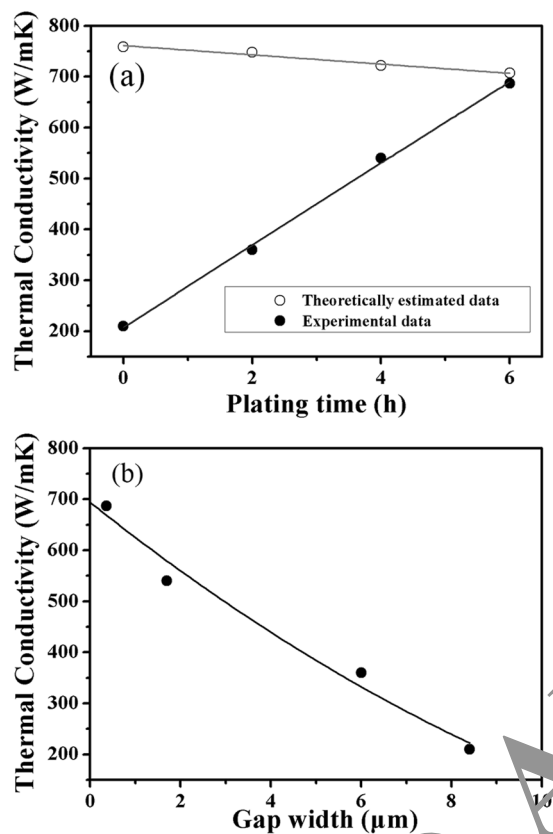 800
(a)
700
600
500
400
300
200
Thermal Conductivity (W/mK)
Theoretically estimated data
Experimental data
0 2 4 6
Plating time (h)
800
(b)
700
600
500
400
300
200
Thermal Conductivity (W/mK)
0 2 4 6 8 10
Gap width (µm)